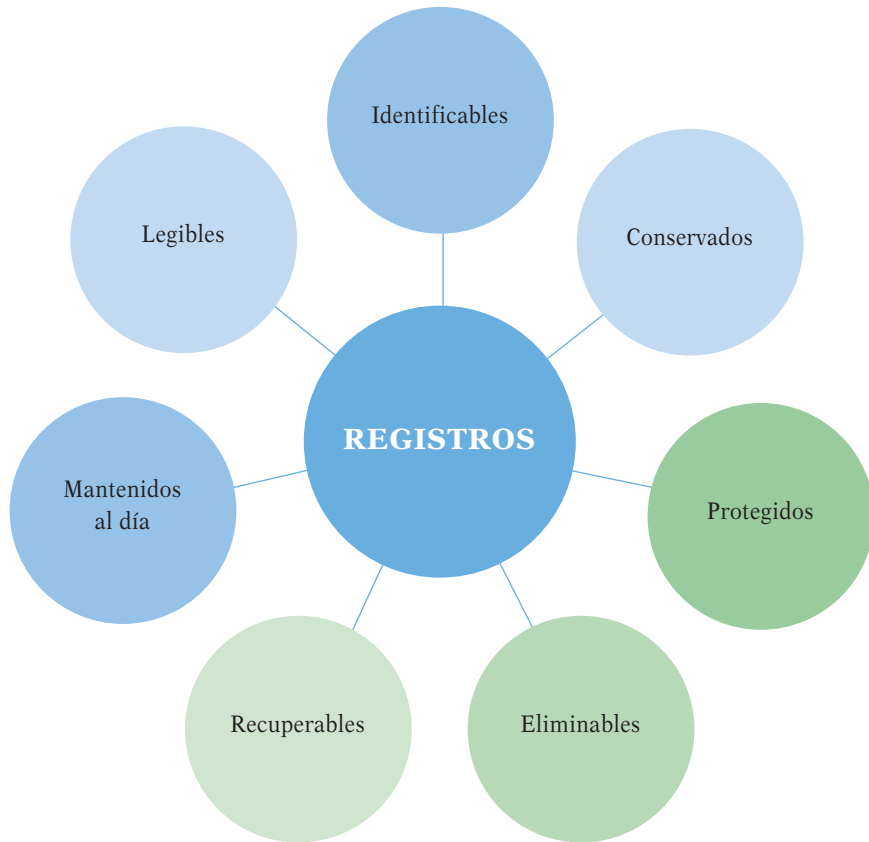 Identificables
Legibles
Conservados
REGISTROS
Mantenidos
al día
Protegidos
Recuperables
Eliminables